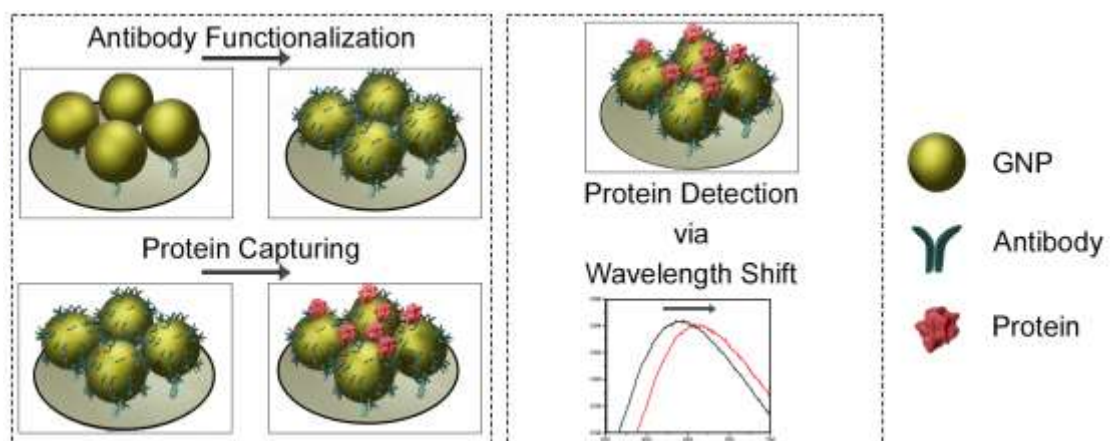 Antibody Functionalization
Protein Capturing
Protein Detection
via
Wavelength Shift
GNP
Antibody
Protein